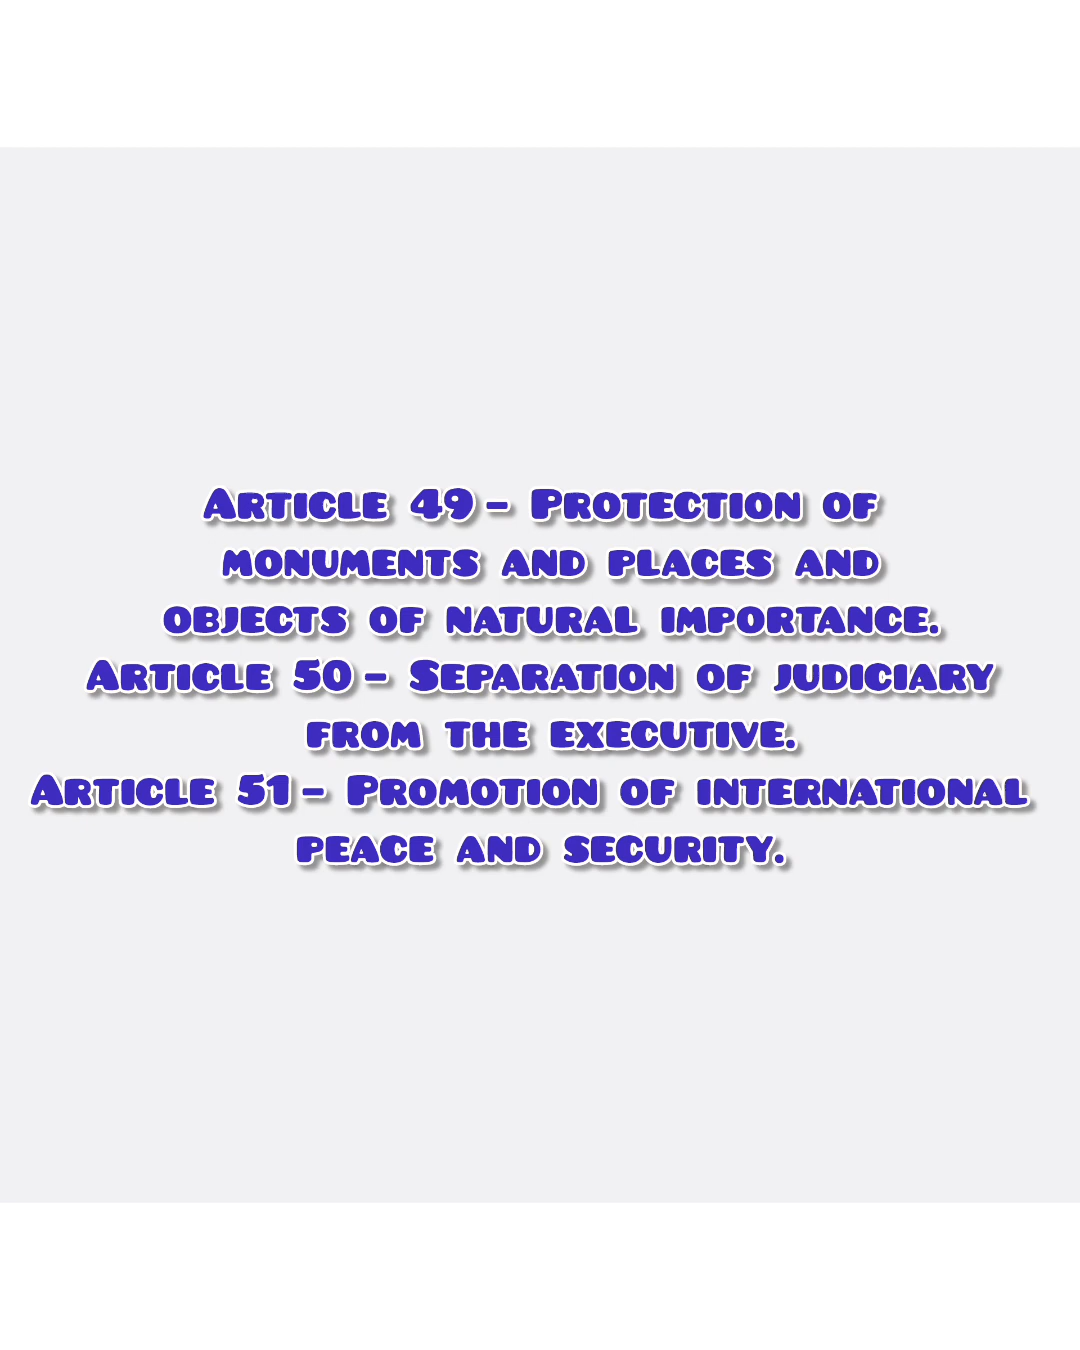 Article 49 – Protection of
monuments and places and
objects of natural importance.
Article 50 – Separation of judiciary
from the executive.
Article 51 – Promotion of international
peace and security.